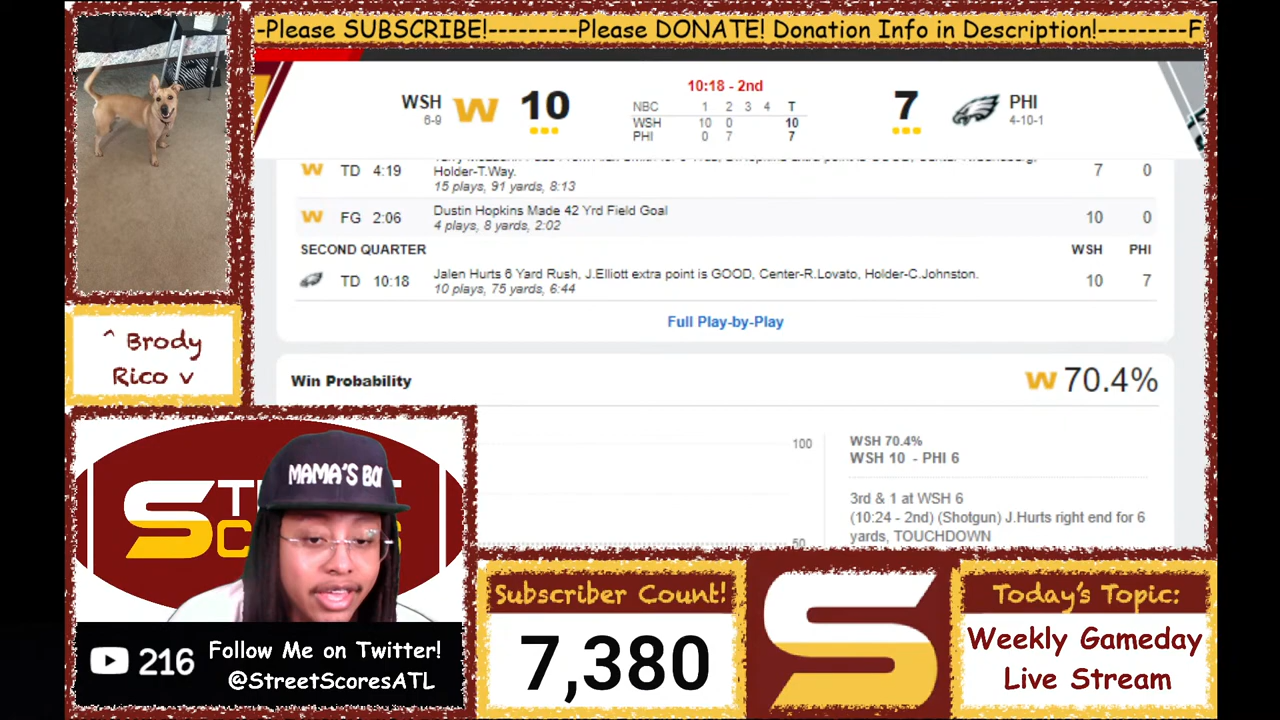 -Please SUBSCRIBE!---------Please DONATE! Donation Info in Description!---------F
WSH
6-9
W
10
10:18 - 2nd
NBC 1 2 3 4 T
WSH 10 0 10
PHI 0 7 7
7
PHI
4-10-1
W TD 4:19
Holder-T.Way.
15 plays, 91 yards, 8:13
7 0
W FG 2:06 Dustin Hopkins Made 42 Yrd Field Goal 10 0
4 plays, 8 yards, 2:02
SECOND QUARTER WSH PHI
TD 10:18 Jalen Hurts 6 Yard Rush, J.Elliott extra point is GOOD, Center-R.Lovato, Holder-C.Johnston. 10 7
10 plays, 75 yards, 6:44
Full Play-by-Play
Win Probability W 70.4%
100
50
WSH 70.4%
WSH 10 - PHI 6
3rd & 1 at WSH 6
(10:24 - 2nd) (Shotgun) J.Hurts right end for 6
yards, TOUCHDOWN
^ Brody
Rico v
MAMA'S BOY
216
Follow Me on Twitter!
@StreetScoresATL
Subscriber Count!
7,380
S
Today's Topic:
Weekly Gameday
Live Stream